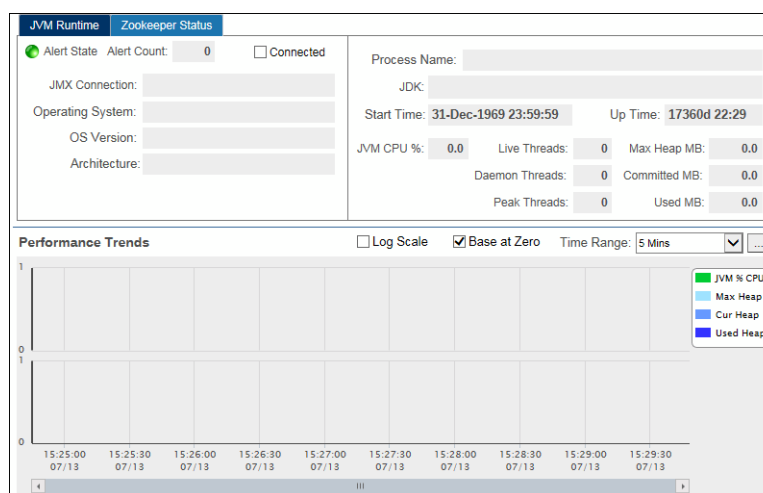 JVM Runtime Zookeeper Status
Alert State Alert Count: 0 Connected
JMX Connection:
Operating System:
OS Version:
Architecture:
Process Name:
JDK:
Start Time: 31-Dec-1969 23:59:59 Up Time: 17360d 22:29
JVM CPU %: 0.0 Live Threads: 0 Max Heap MB: 0.0
Daemon Threads: 0 Committed MB: 0.0
Peak Threads: 0 Used MB: 0.0
Performance Trends Log Scale Base at Zero Time Range: 5 Mins ...
1
0
1
0
JVM % CPU
Max Heap
Cur Heap
Used Heap
15:25:00 15:25:30 15:26:00 15:26:30 15:27:00 15:27:30 15:28:00 15:28:30 15:29:00 15:29:30
07/13 07/13 07/13 07/13 07/13 07/13 07/13 07/13 07/13 07/13